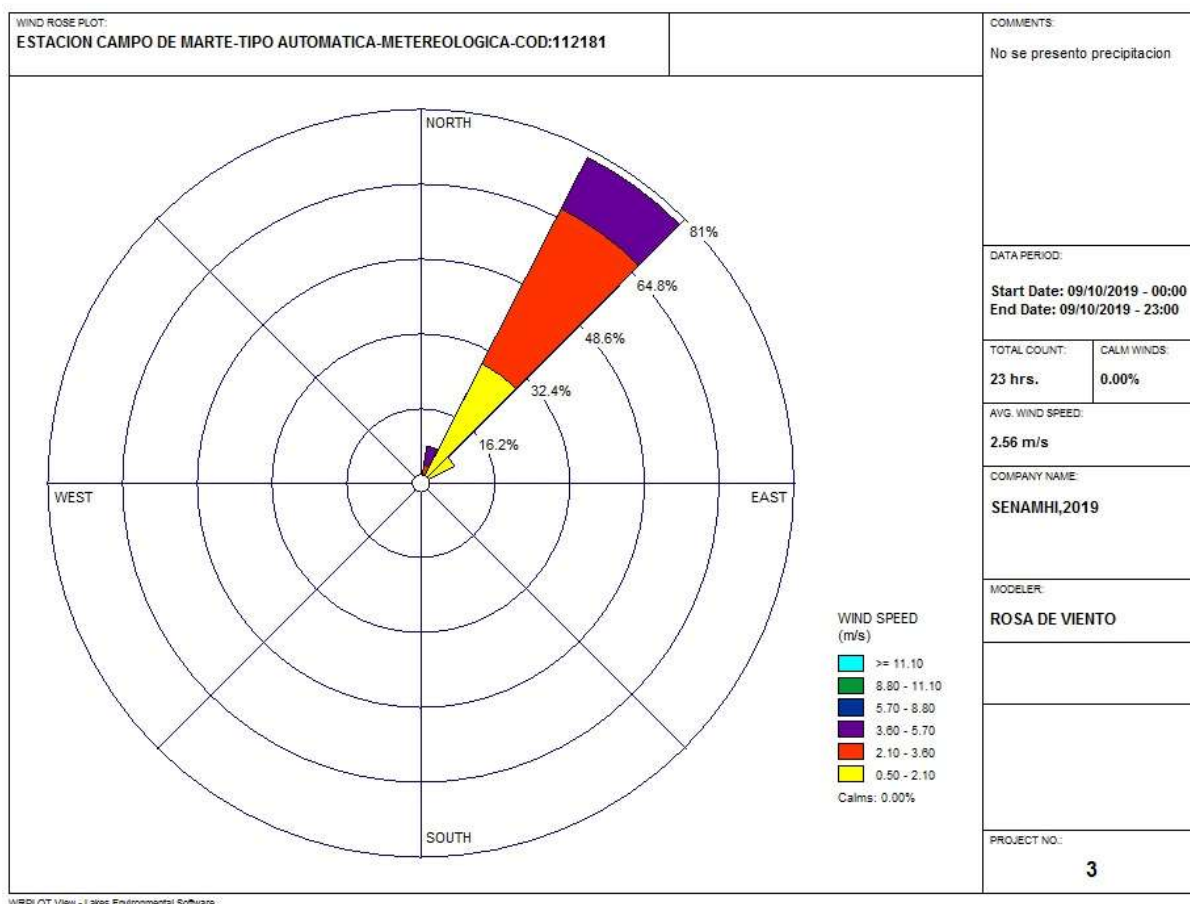 WIND ROSE PLOT:
ESTACION CAMPO DE MARTE-TIPO AUTOMATICA-METEREOLOGICA-COD:112181
COMMENTS:
No se presento precipitacion
NORTH
81%
64.8%
48.6%
32.4%
16.2%
WEST
EAST
SOUTH
WIND SPEED
(m/s)
>= 11.10
8.80 - 11.10
5.70 - 8.80
3.60 - 5.70
2.10 - 3.60
0.50 - 2.10
Calms: 0.00%
DATA PERIOD:
Start Date: 09/10/2019 - 00:00
End Date: 09/10/2019 - 23:00
TOTAL COUNT:
23 hrs.
CALM WINDS:
0.00%
AVG. WIND SPEED:
2.56 m/s
COMPANY NAME:
SENAMHI,2019
MODELER:
ROSA DE VIENTO
PROJECT NO.:
3
WRPLOT View - Lakes Environmental Software